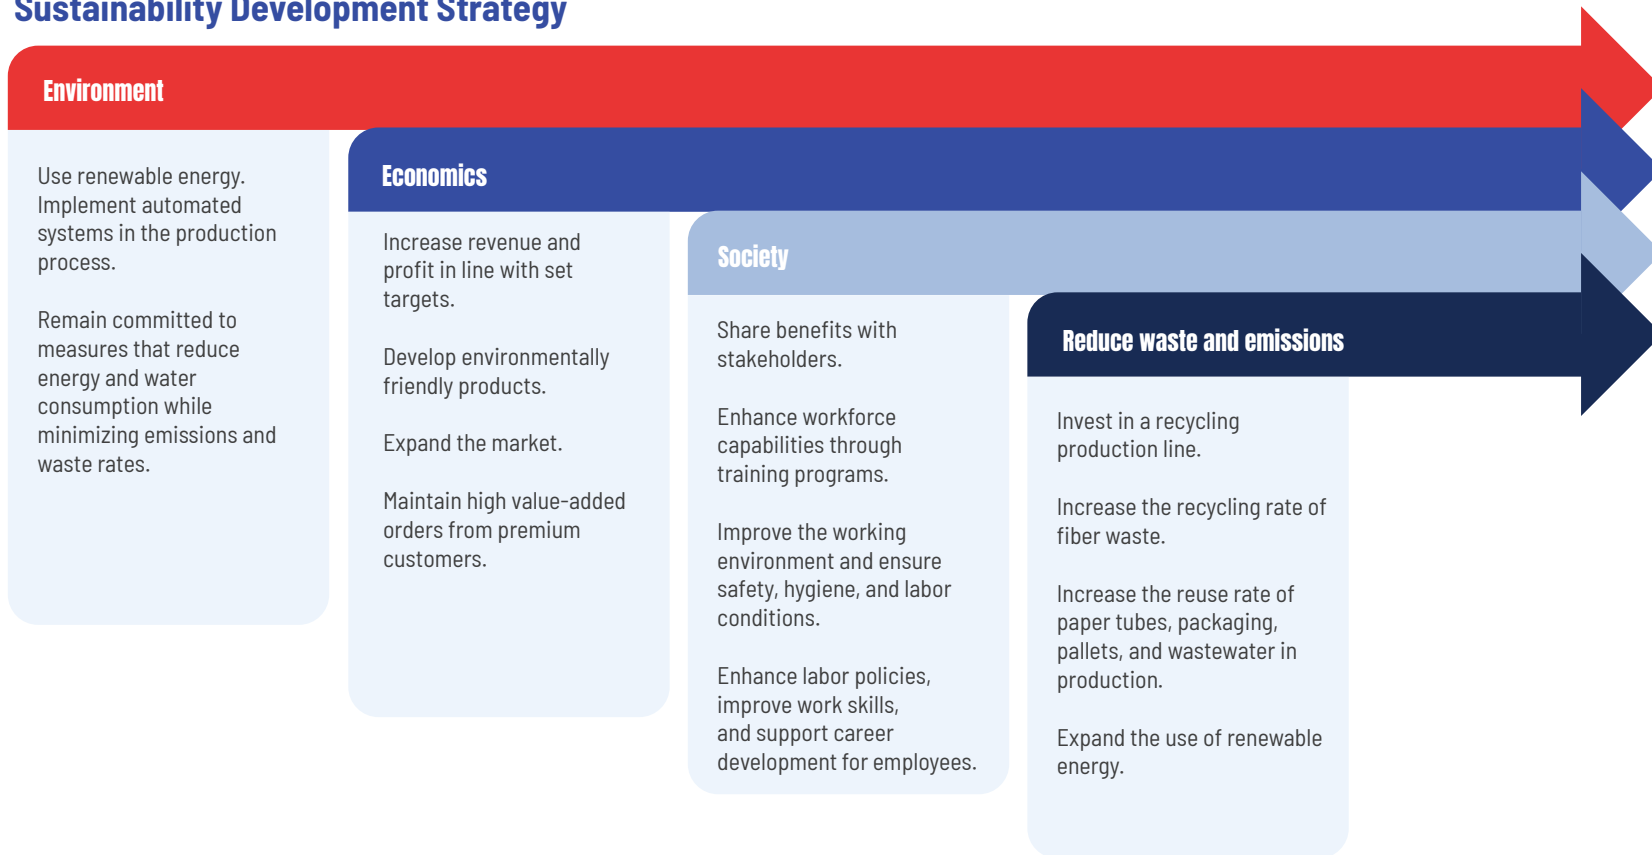 Sustainability Development Strategy
Environment
Use renewable energy.
Implement automated
systems in the production
process.
Remain committed to
measures that reduce
energy and water
consumption while
minimizing emissions and
waste rates.
Economics
Increase revenue and
profit in line with set
targets.
Develop environmentally
friendly products.
Expand the market.
Maintain high value-added
orders from premium
customers.
Society
Share benefits with
stakeholders.
Enhance workforce
capabilities through
training programs.
Improve the working
environment and ensure
safety, hygiene, and labor
conditions.
Enhance labor policies,
improve work skills,
and support career
development for employees.
Reduce waste and emissions
Invest in a recycling
production line.
Increase the recycling rate of
fiber waste.
Increase the reuse rate of
paper tubes, packaging,
pallets, and wastewater in
production.
Expand the use of renewable
energy.